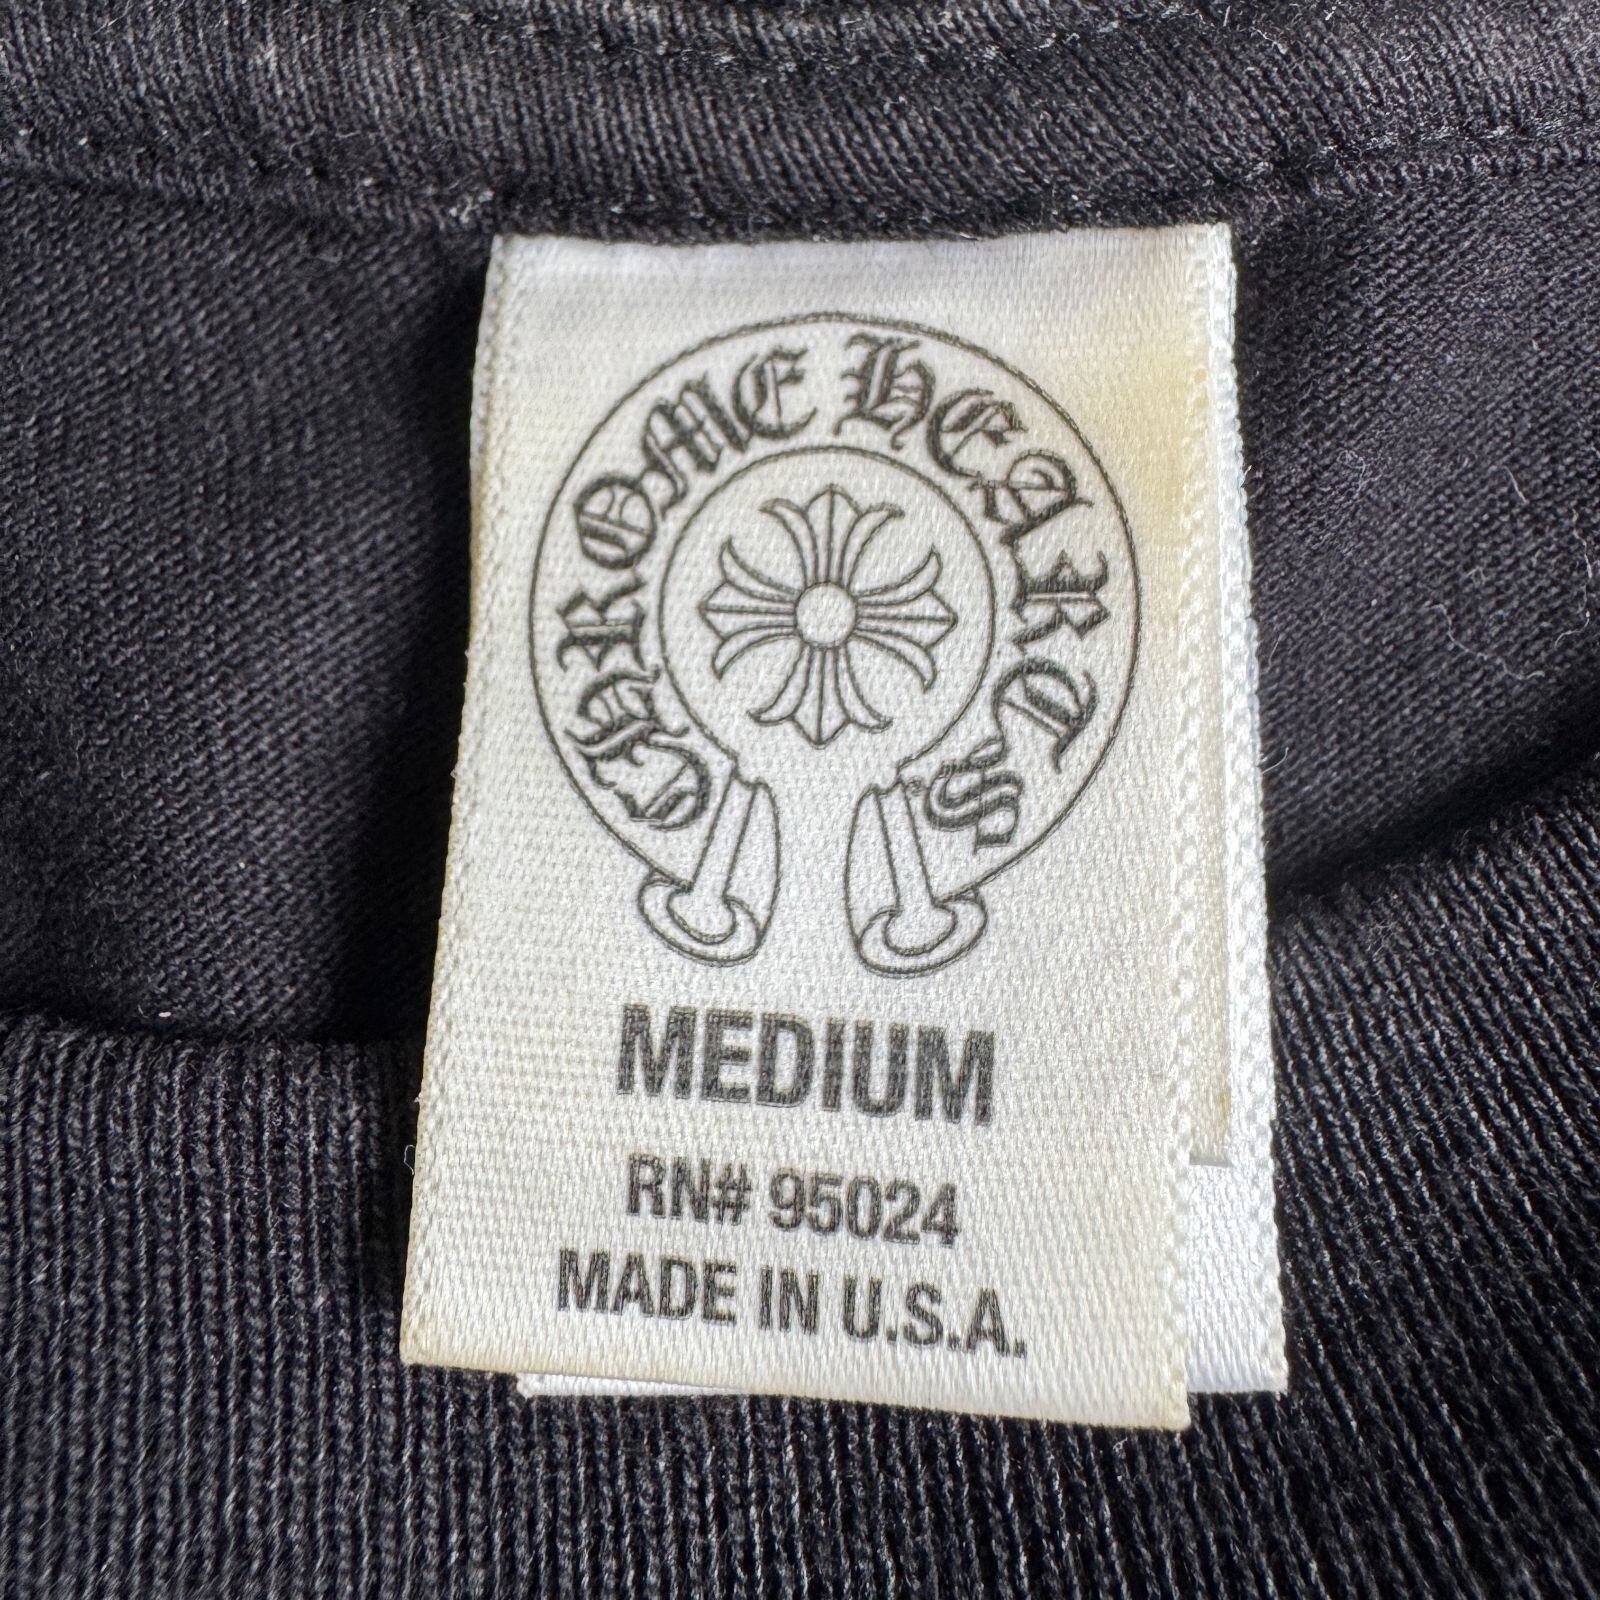 CHROME HEARTS
MEDIUM
RN# 95024
MADE IN U.S.A.